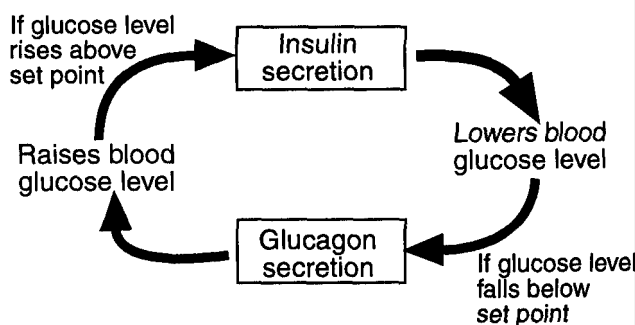 If glucose level
rises above
set point
Insulin
secretion
Lowers blood
glucose level
Raises blood
glucose level
Glucagon
secretion
If glucose level
falls below
set point